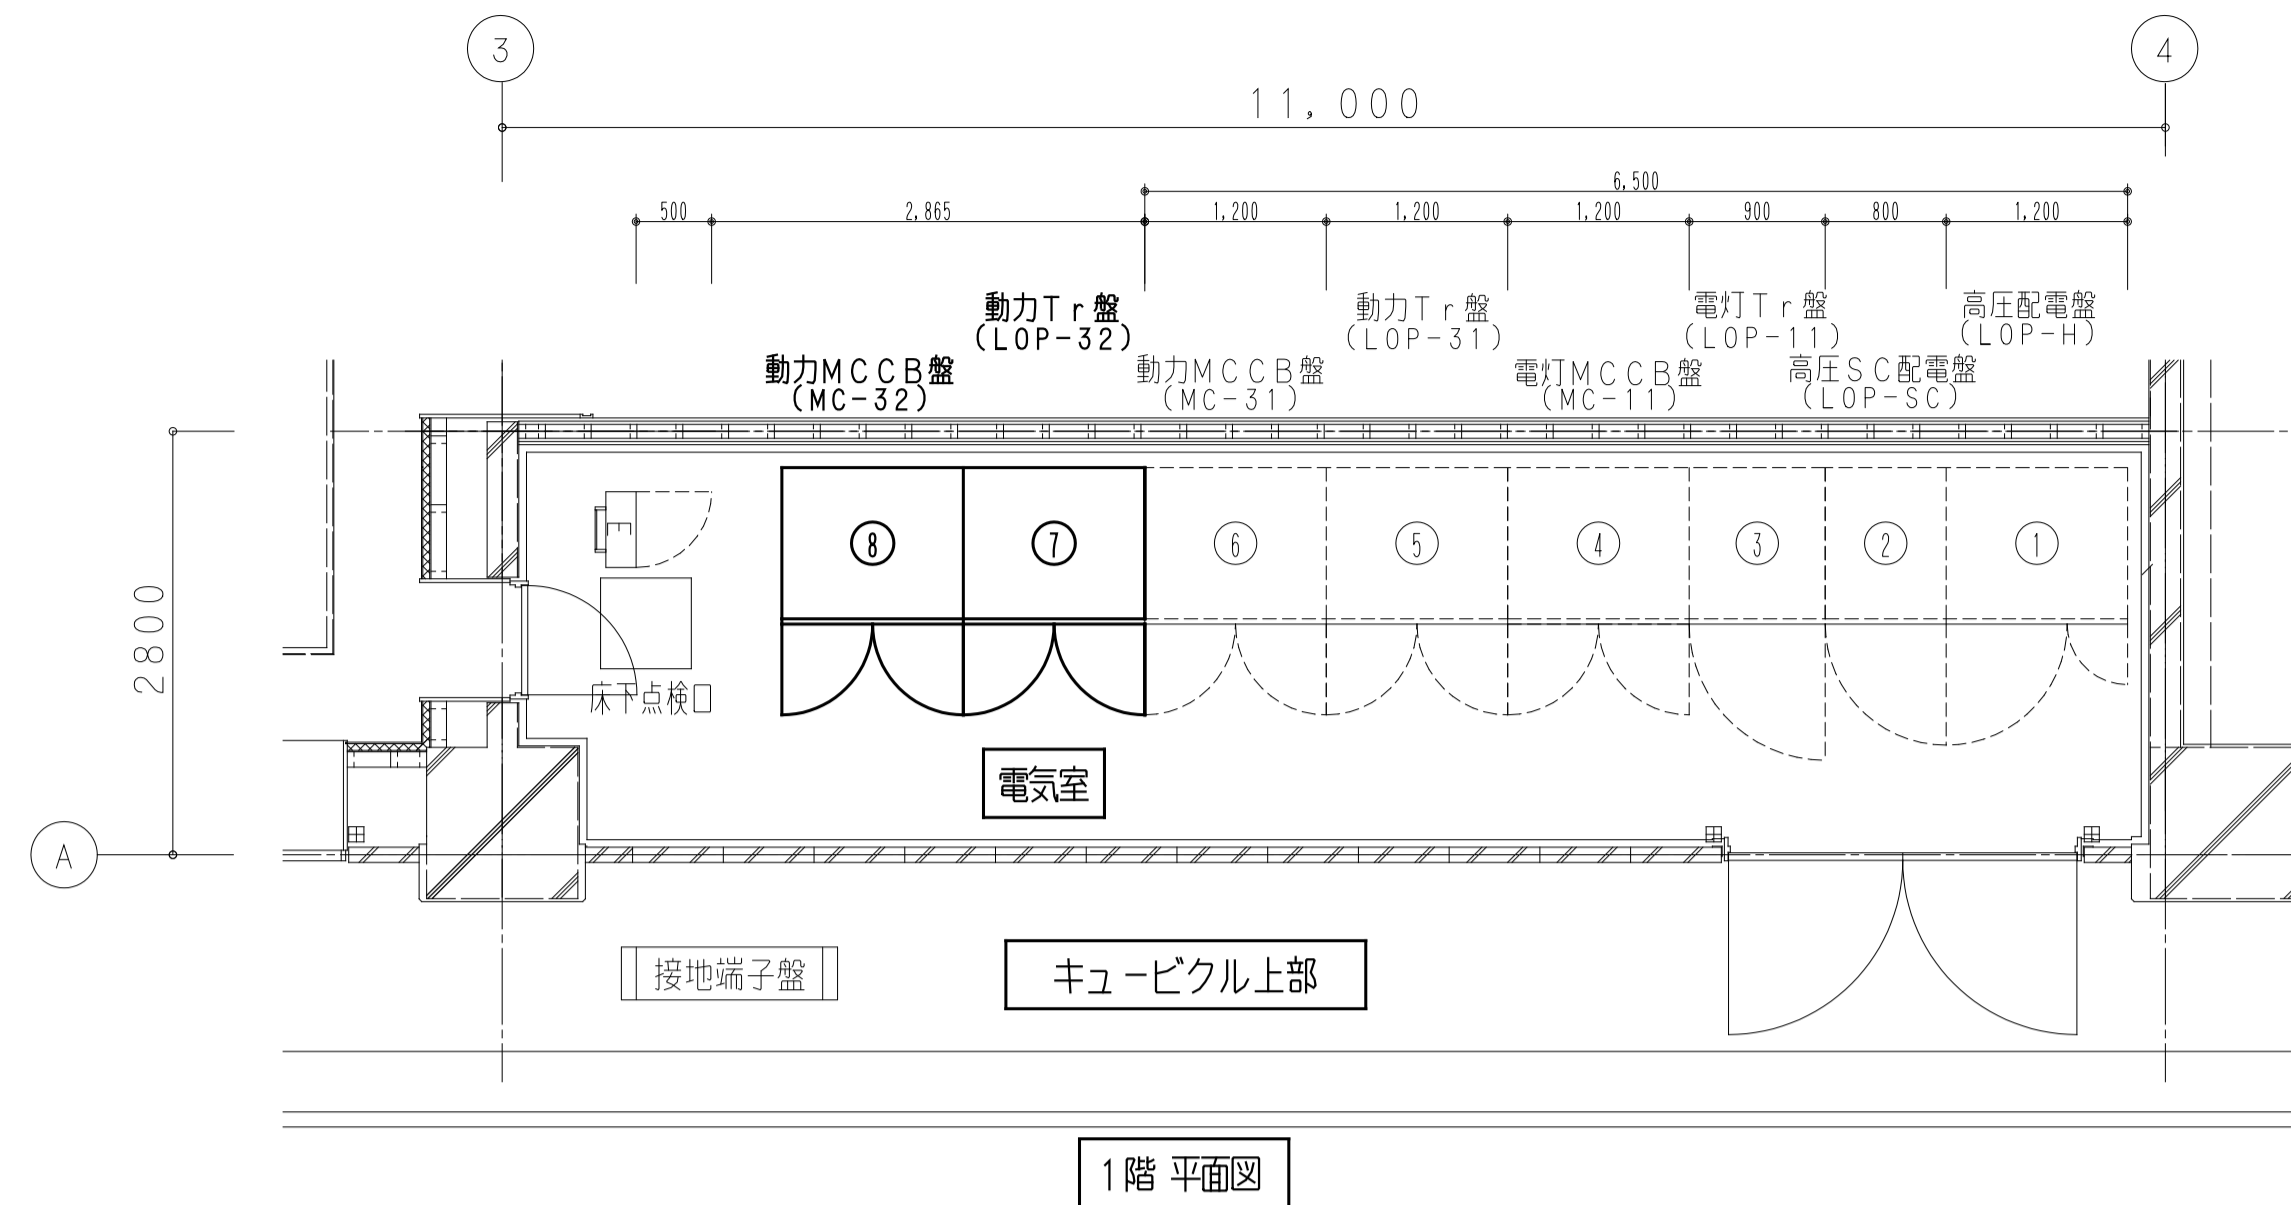 3
4
11,000
6,500
500
2,865
1,200
1,200
1,200
900
800
1,200
動力Tr盤
(LOP-32)
動力Tr盤
(LOP-31)
電灯Tr盤
(LOP-11)
高圧配電盤
(LOP-H)
動力MCCB盤
(MC-32)
動力MCCB盤
(MC-31)
電灯MCCB盤
(MC-11)
高圧SC配電盤
(LOP-SC)
8
7
6
5
4
3
2
1
2800
床下点検口
電気室
A
接地端子盤
キュービクル上部
1階 平面図